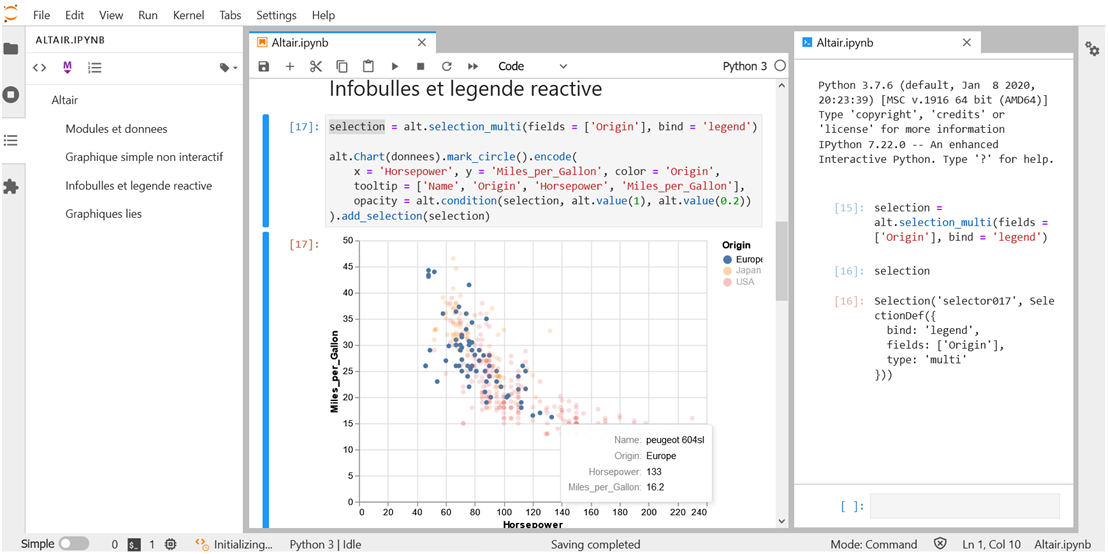 File Edit View Run Kernel Tabs Settings Help
ALTAIR.IPYNB
Altair
Modules et donnees
Graphique simple non interactif
Infobulles et legende reactive
Graphiques lies
Altair.ipynb
Code
Python 3
Infobulles et legende reactive
[17]: selection = alt.selection_multi(fields = ['Origin'], bind = 'legend')
alt.Chart(donnees).mark_circle().encode(
x = 'Horsepower', y = 'Miles_per_Gallon', color = 'Origin',
tooltip = ['Name', 'Origin', 'Horsepower', 'Miles_per_Gallon'],
opacity = alt.condition(selection, alt.value(1), alt.value(0.2))
).add_selection(selection)
[17]:
50
45
40
35
30
25
20
15
10
5
0
Miles_per_Gallon
0 20 40 60 80 100 120 140 160 180 200 220 240
Horsepower
Origin
Europe
Japan
USA
Name: peugeot 604sl
Origin: Europe
Horsepower: 133
Miles_per_Gallon: 16.2
Altair.ipynb
Python 3.7.6 (default, Jan 8 2020,
20:23:39) [MSC v.1916 64 bit (AMD64)]
Type 'copyright', 'credits' or
'license' for more information
IPython 7.22.0 -- An enhanced
Interactive Python. Type '?' for help.
[15]: selection =
alt.selection_multi(fields =
['Origin'], bind = 'legend')
[16]: selection
[16]: Selection('selector017', Sele
ctionDef({
bind: 'legend',
fields: ['Origin'],
type: 'multi'
}))
[ ]:
Simple 0 $_ 1 Initializing... Python 3 | Idle Saving completed Mode: Command Ln 1, Col 10 Altair.ipynb